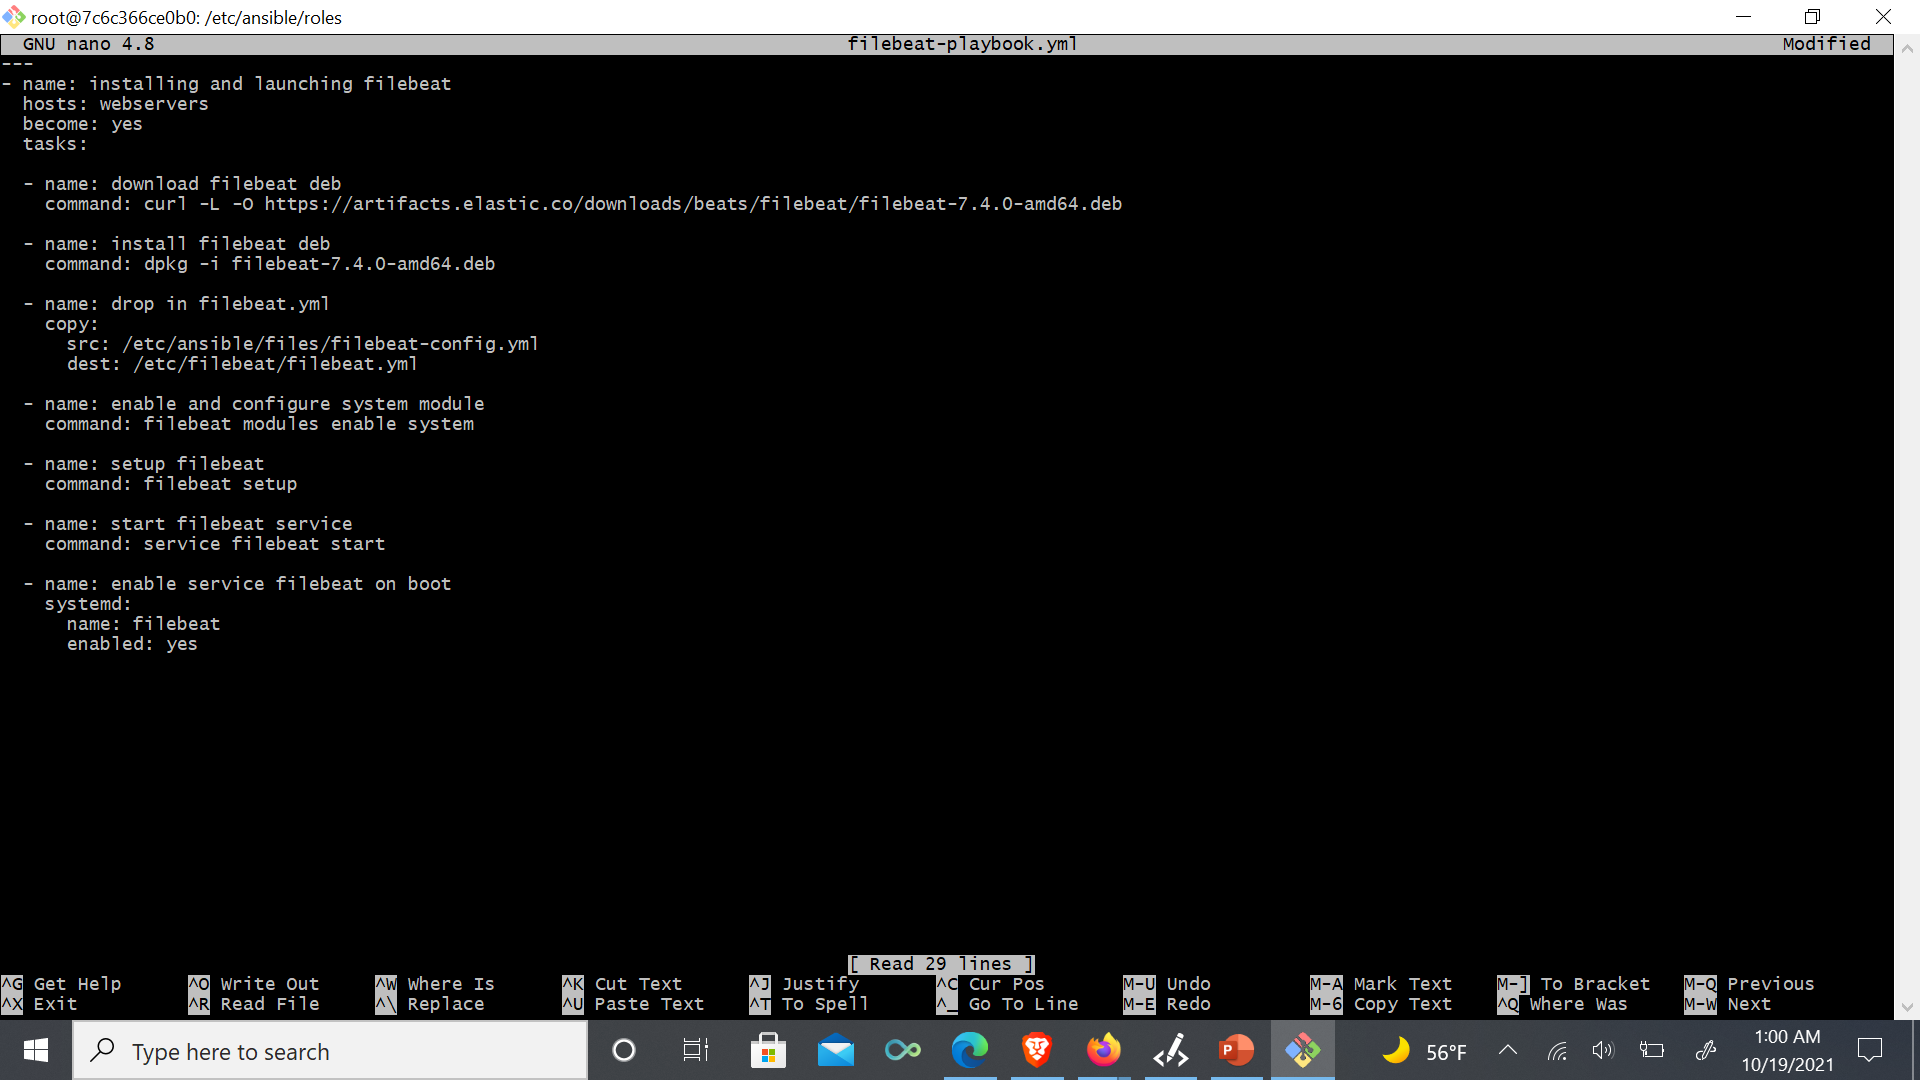 root@7c6c366ce0b0: /etc/ansible/roles
GNU nano 4.8 filebeat-playbook.yml Modified
---
- name: installing and launching filebeat
  hosts: webservers
  become: yes
  tasks:

  - name: download filebeat deb
    command: curl -L -O https://artifacts.elastic.co/downloads/beats/filebeat/filebeat-7.4.0-amd64.deb

  - name: install filebeat deb
    command: dpkg -i filebeat-7.4.0-amd64.deb

  - name: drop in filebeat.yml
    copy:
      src: /etc/ansible/files/filebeat-config.yml
      dest: /etc/filebeat/filebeat.yml

  - name: enable and configure system module
    command: filebeat modules enable system

  - name: setup filebeat
    command: filebeat setup

  - name: start filebeat service
    command: service filebeat start

  - name: enable service filebeat on boot
    systemd:
      name: filebeat
      enabled: yes

[ Read 29 lines ]
^G Get Help ^O Write Out ^W Where Is ^K Cut Text ^J Justify ^C Cur Pos M-U Undo M-A Mark Text M-] To Bracket M-Q Previous
^X Exit ^R Read File ^\ Replace ^U Paste Text ^T To Spell ^_ Go To Line M-E Redo M-6 Copy Text ^Q Where Was M-W Next
Type here to search 56°F 1:00 AM
10/19/2021